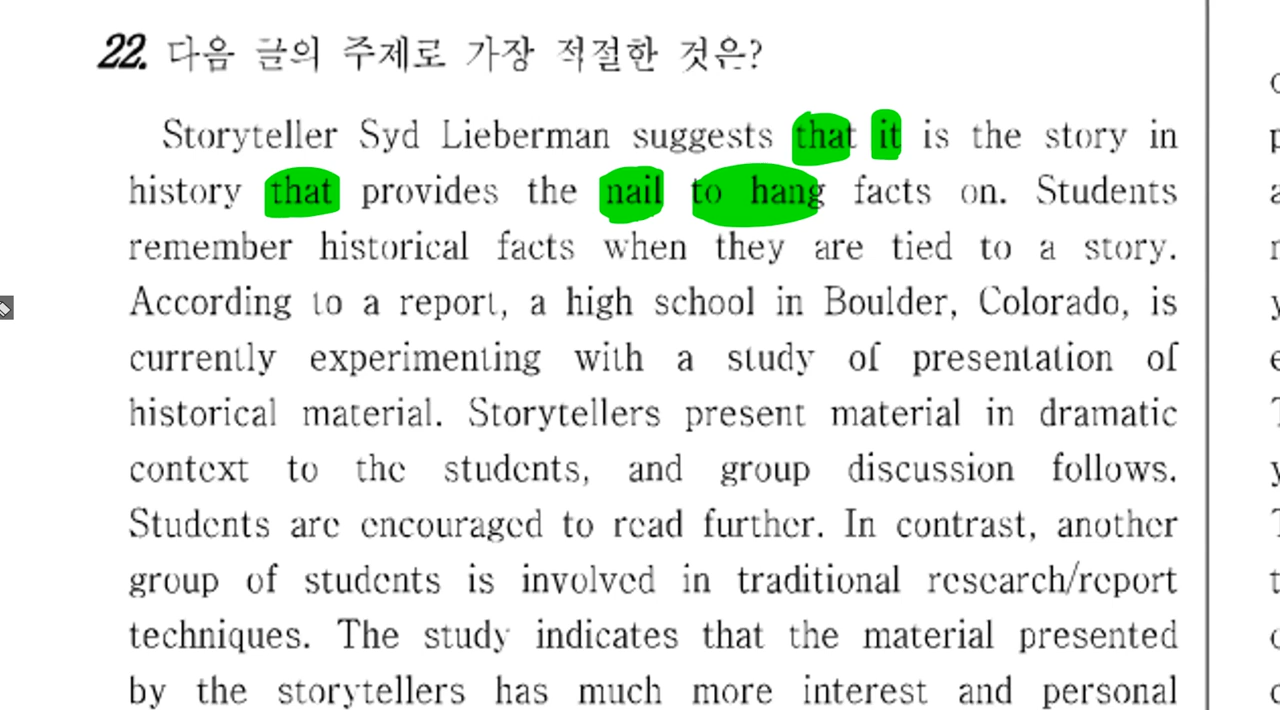 22. 다음 글의 주제로 가장 적절한 것은?
Storyteller Syd Lieberman suggests that it is the story in
history that provides the nail to hang facts on. Students
remember historical facts when they are tied to a story.
According to a report, a high school in Boulder, Colorado, is
currently experimenting with a study of presentation of
historical material. Storytellers present material in dramatic
context to the students, and group discussion follows.
Students are encouraged to read further. In contrast, another
group of students is involved in traditional research/report
techniques. The study indicates that the material presented
by the storytellers has much more interest and personal